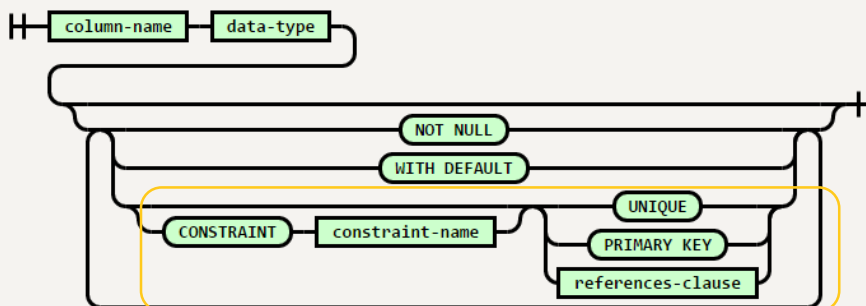 column-name data-type
NOT NULL
WITH DEFAULT
UNIQUE
CONSTRAINT constraint-name
PRIMARY KEY
references-clause